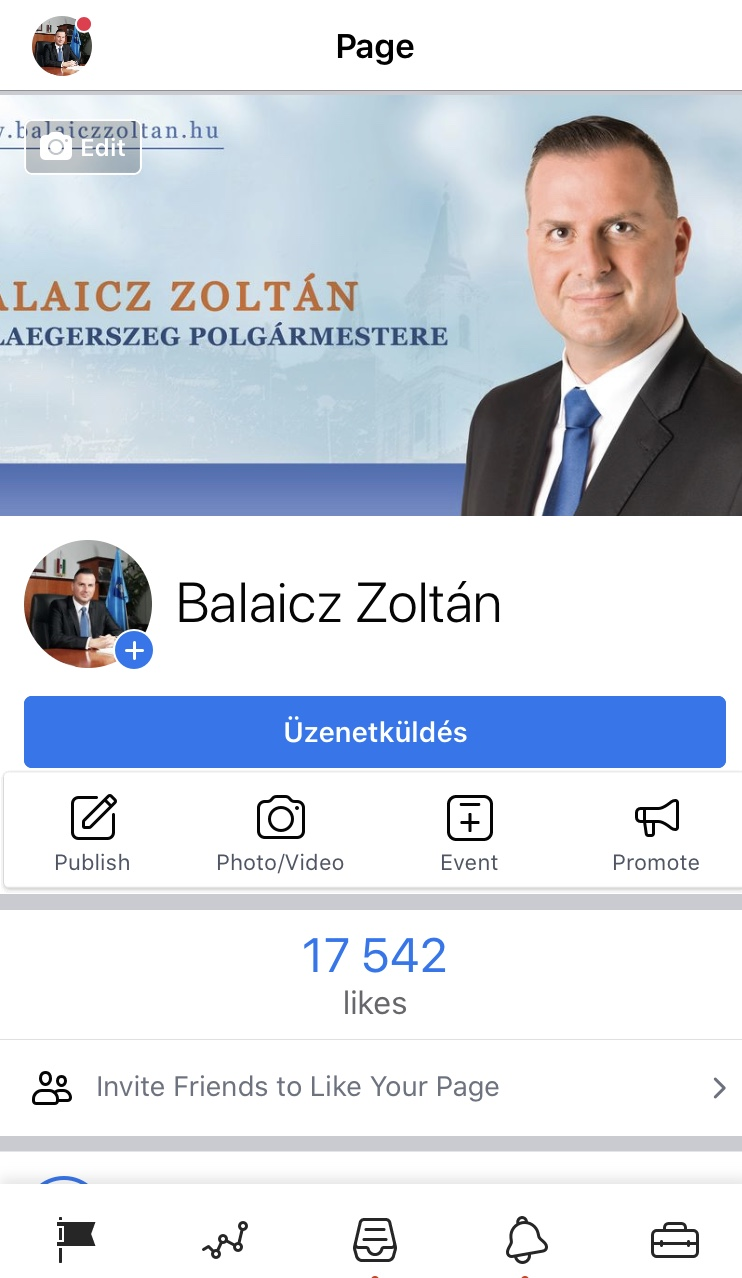 Page
.balaiczzoltan.hu
Edit
ALAICZ ZOLTÁN
LAEGERSZEG POLGÁRMESTERE
Balaicz Zoltán
Üzenetküldés
Publish Photo/Video Event Promote
17 542
likes
Invite Friends to Like Your Page